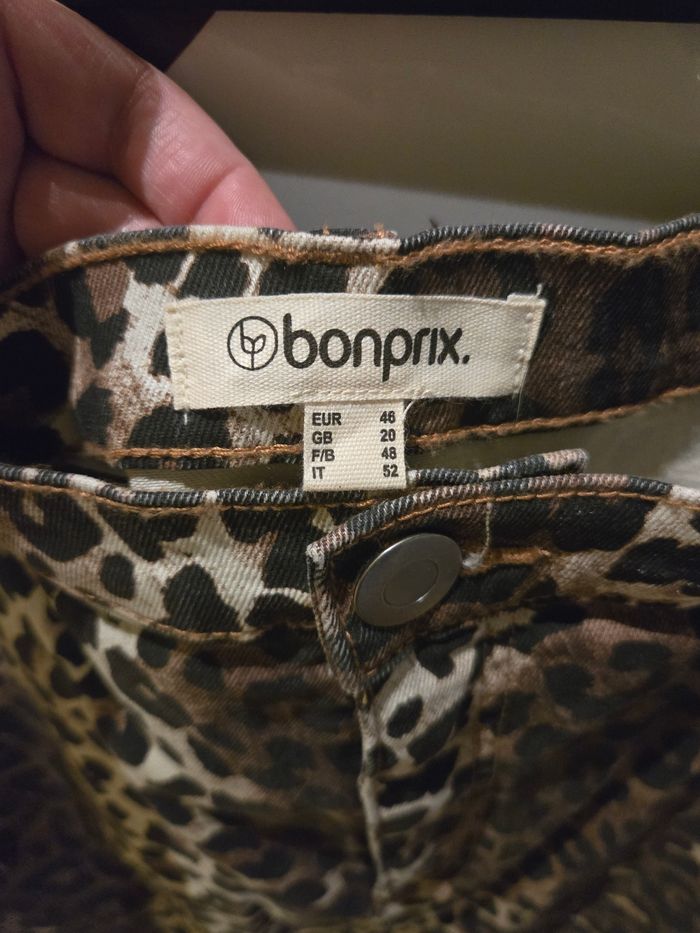 bonprix.
EUR 46
GB 20
F/B 48
IT 52